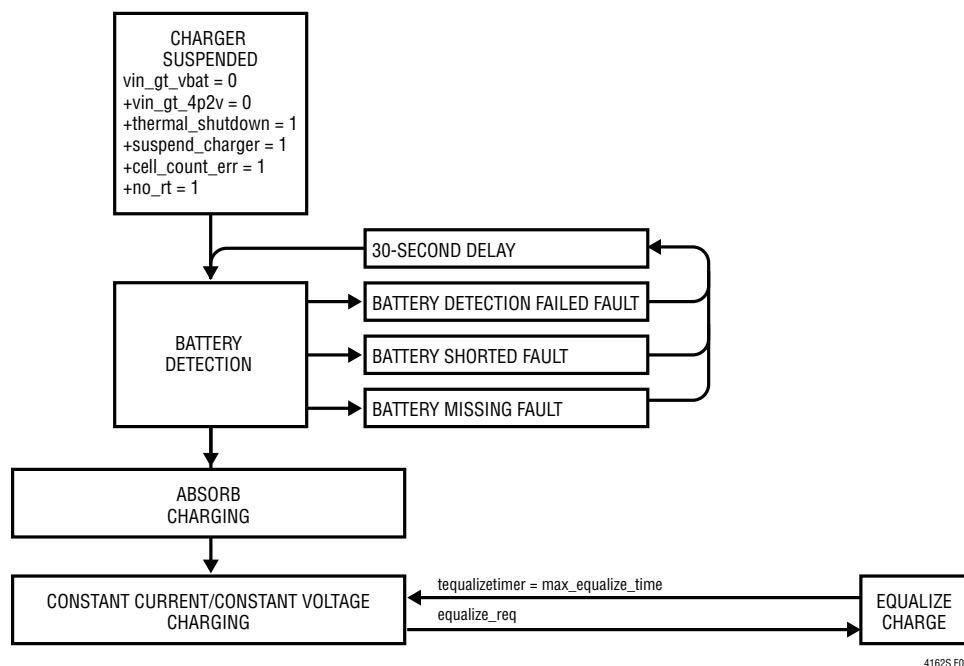 CHARGER
SUSPENDED
vin_gt_vbat = 0
+vin_gt_4p2v = 0
+thermal_shutdown = 1
+suspend_charger = 1
+cell_count_err = 1
+no_rt = 1
30-SECOND DELAY
BATTERY
DETECTION
BATTERY DETECTION FAILED FAULT
BATTERY SHORTED FAULT
BATTERY MISSING FAULT
ABSORB
CHARGING
CONSTANT CURRENT/CONSTANT VOLTAGE
CHARGING
tequalizetimer = max_equalize_time
equalize_req
EQUALIZE
CHARGE